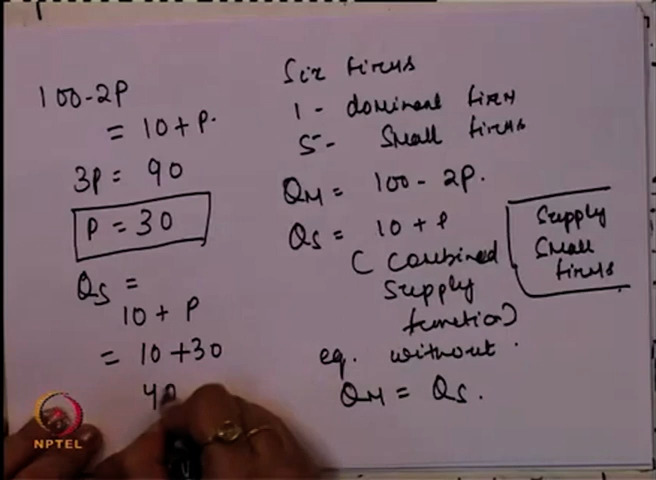 100-2P
= 10+P.
3P = 90
P = 30
Qs =
10 + P
= 10 + 30
40
Six firms
1 - dominant firm
5 - Small firms
QM = 100 - 2P.
Qs = 10 + P
( Combined
Supply
function)
eq. without.
QM = Qs.
Supply
Small
firms
NPTEL